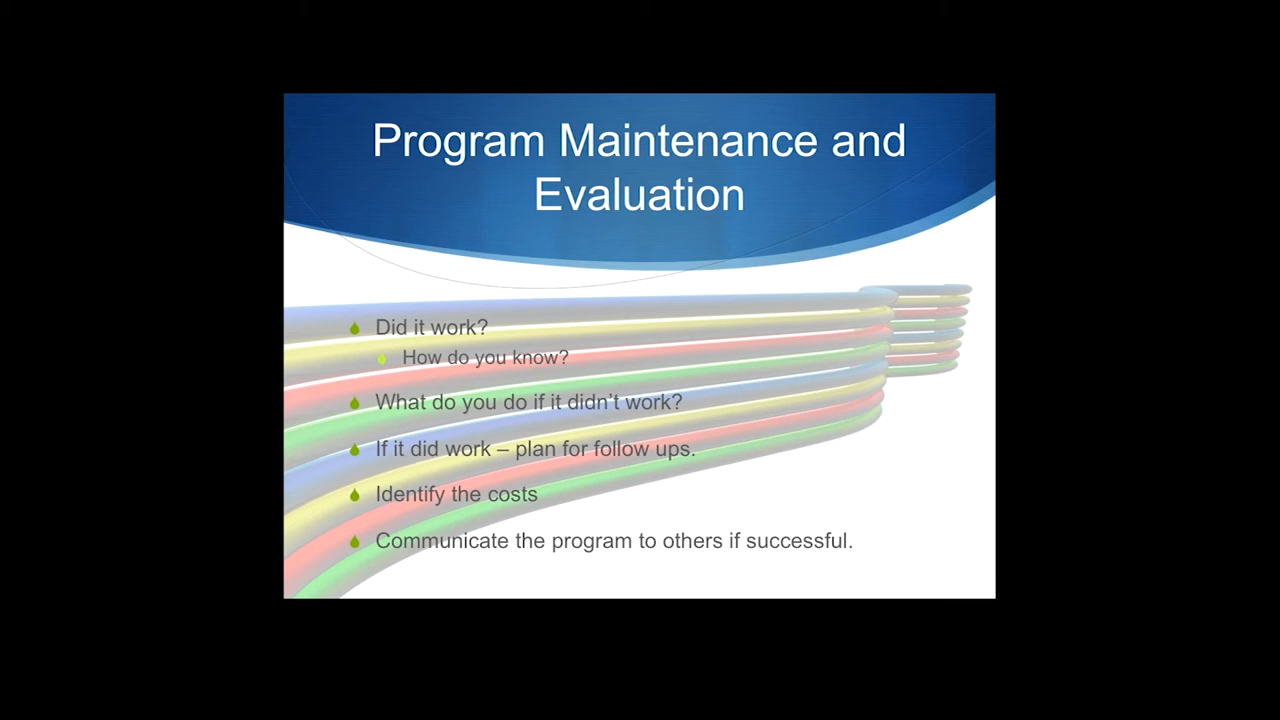 Program Maintenance and
Evaluation
Did it work?
How do you know?
What do you do if it didn’t work?
If it did work – plan for follow ups.
Identify the costs
Communicate the program to others if successful.